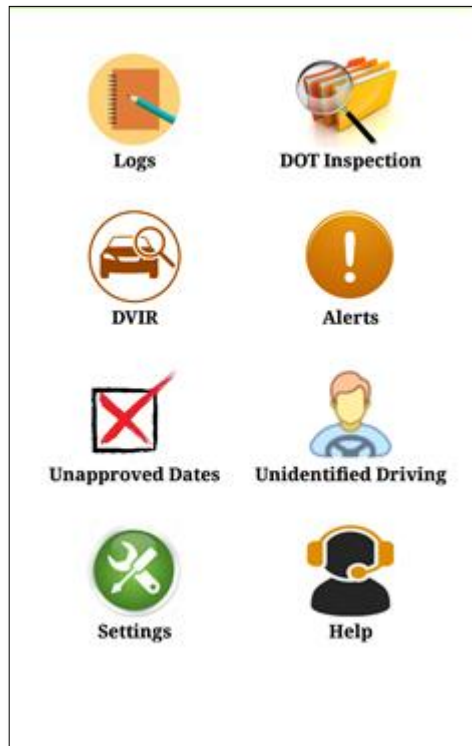 Logs
DOT Inspection
DVIR
Alerts
Unapproved Dates
Unidentified Driving
Settings
Help